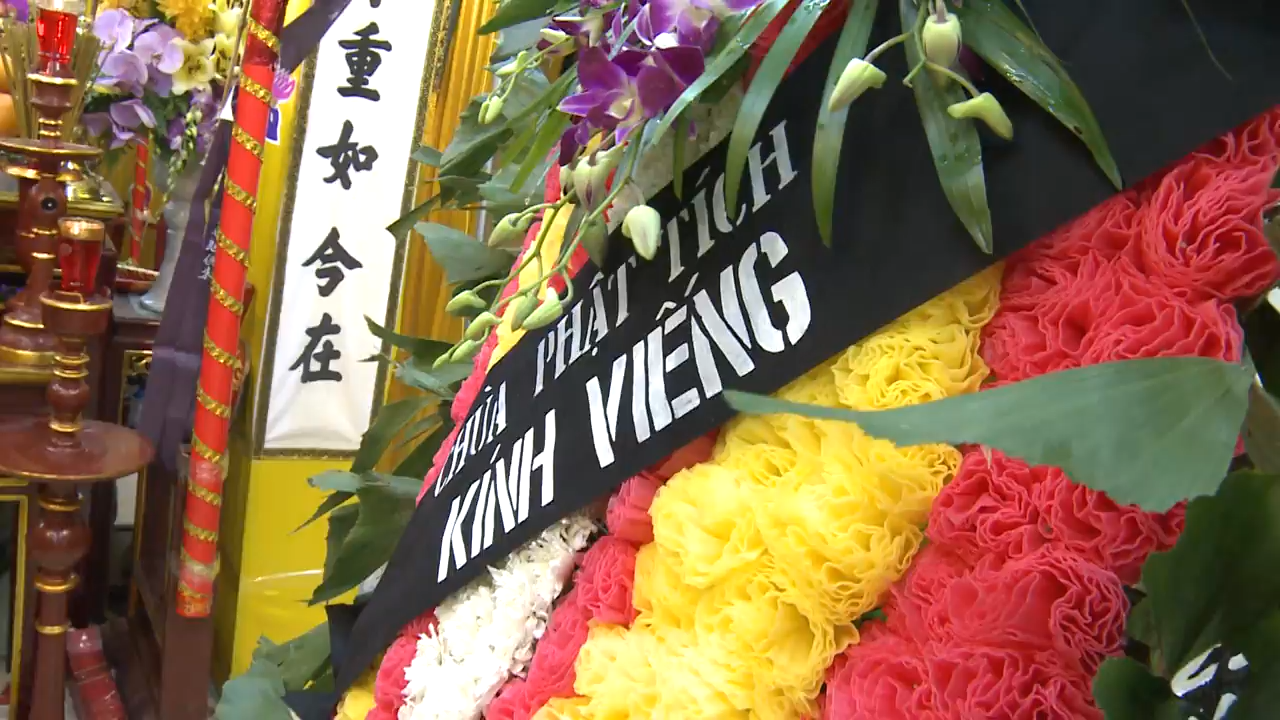 重
如
今
在
CHÙA PHẬT TÍCH
KÍNH VIẾNG